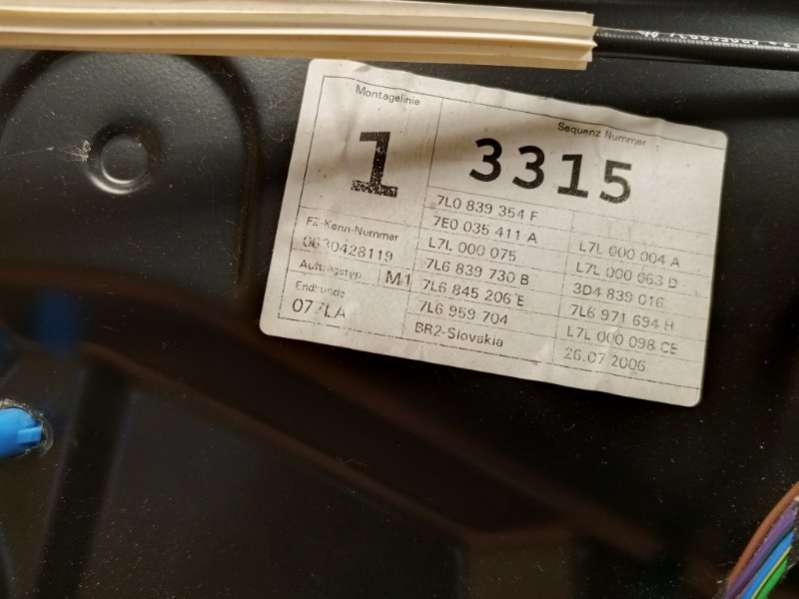 Montagelinie
1
Sequenz Nummer
3315
Fz-Kenn-Nummer
0630428119
Auftragstyp M1
Endrunde
077LA
7L0 839 354 F
7E0 035 411 A
L7L 000 075
7L6 839 730 B
7L6 845 206 E
7L6 959 704
BR2-Slovakia
L7L 000 004 A
L7L 000 063 D
3D4 839 016
7L6 971 694 H
L7L 000 098 CE
26.07 2006